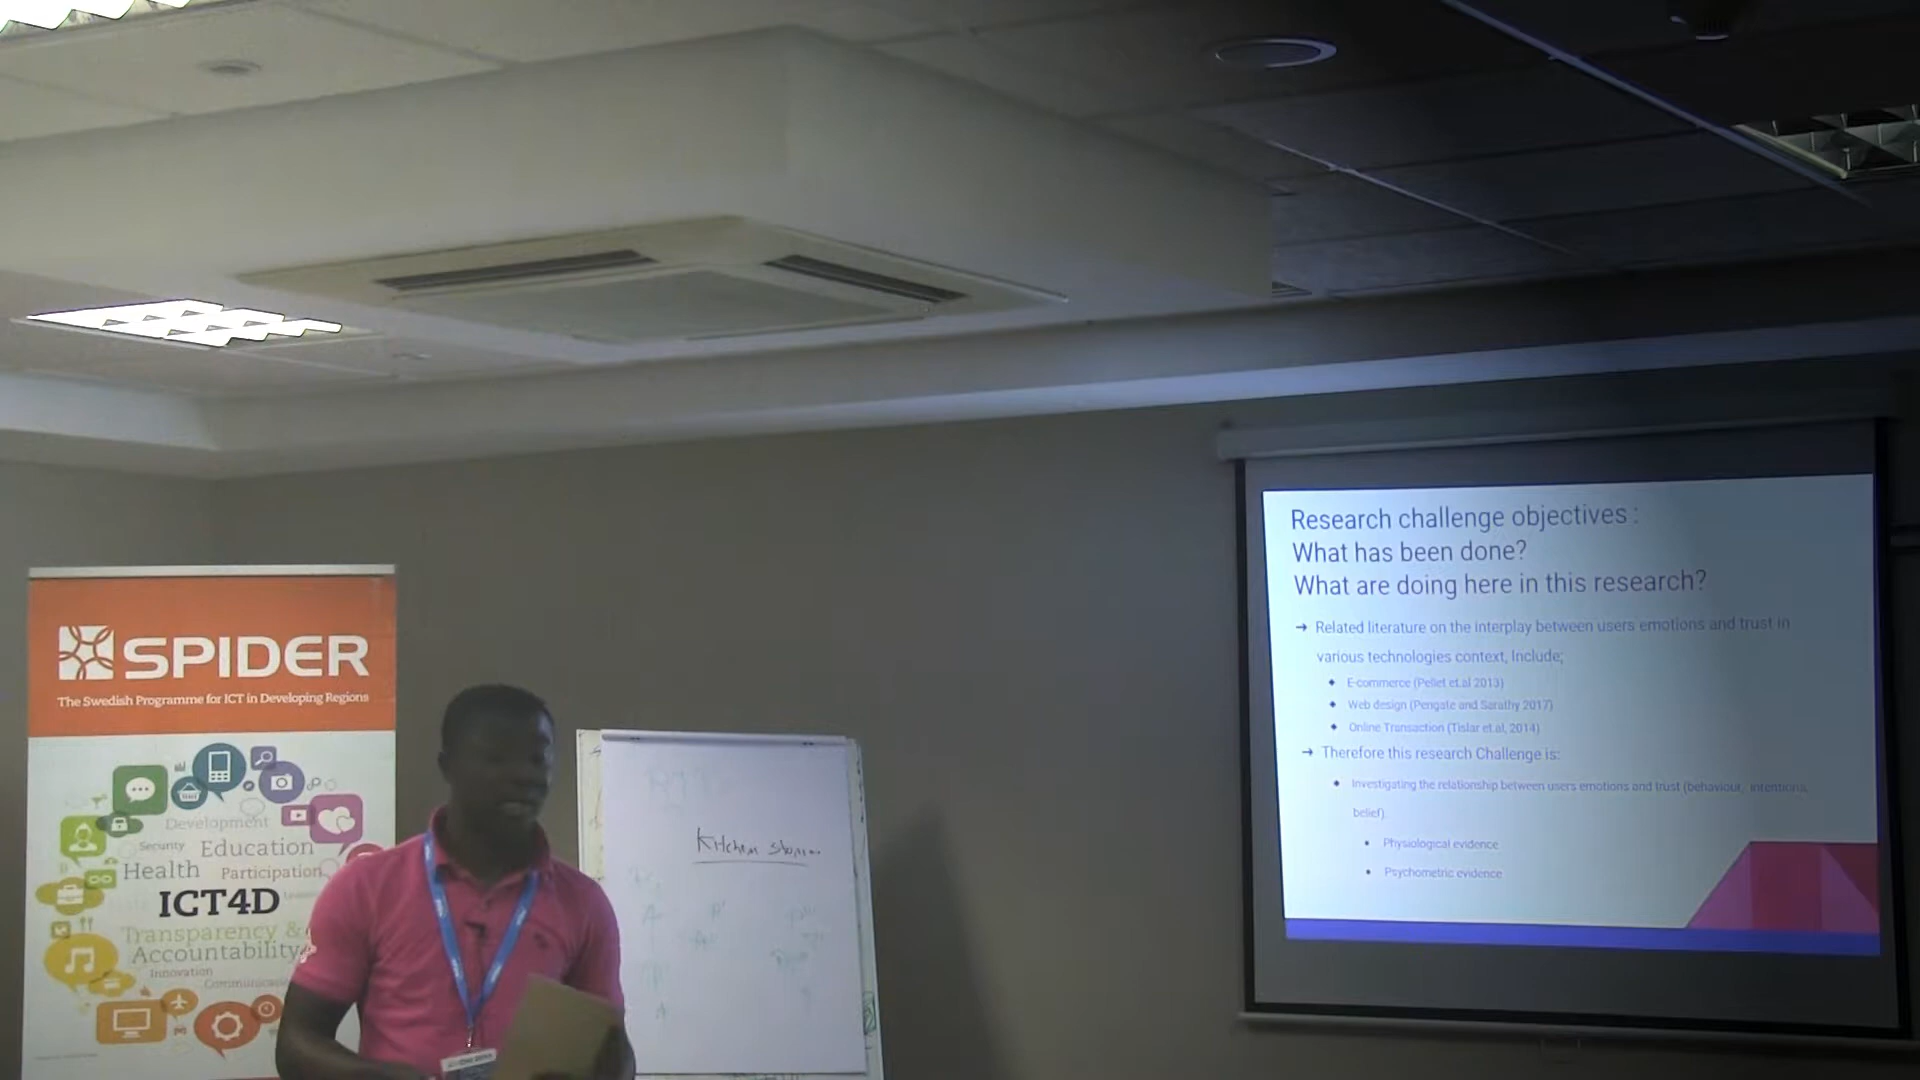 SPIDER
The Swedish Programme for ICT in Developing Regions
Development
Security Education
Health Participation
ICT4D
Transparency &
Accountability
Innovation
Kitchen
Research challenge objectives :
What has been done?
What are doing here in this research?
→ Related literature on the interplay between users emotions and trust in
various technologies context, Include;
◆ E-commerce (Pellet et.al 2013)
◆ Web design (Pengate and Sarathy 2017)
◆ Online Transaction (Tislar et.al, 2014)
→ Therefore this research Challenge is:
◆ Investigating the relationship between users emotions and trust (behaviour, intentions,
belief).
• Physiological evidence
• Psychometric evidence